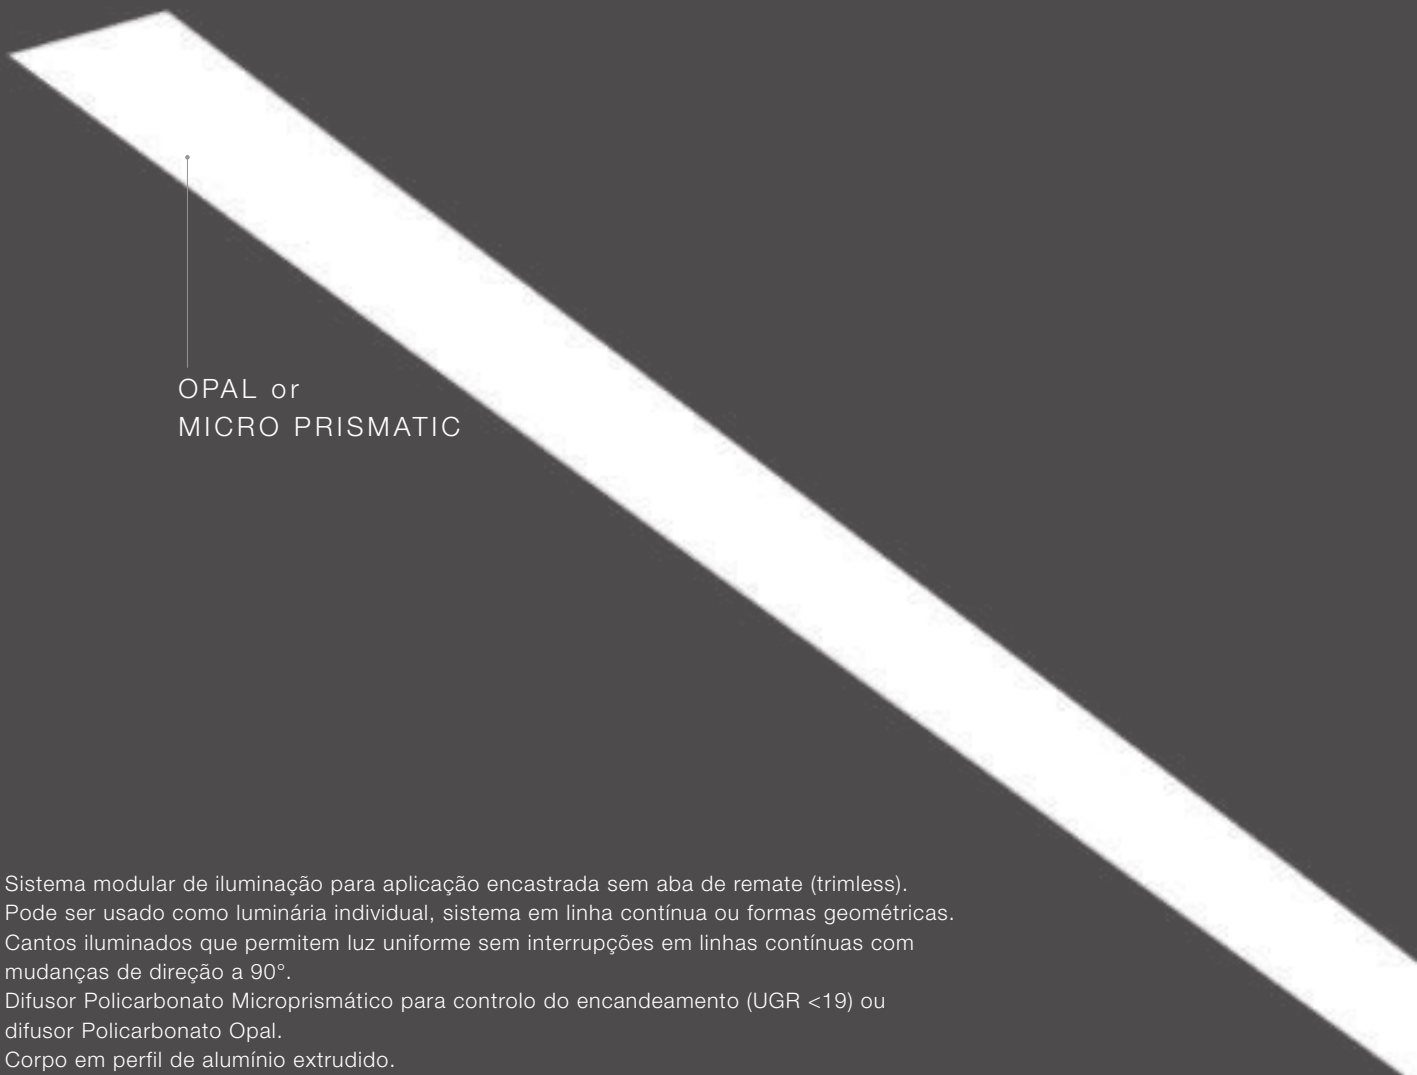 OPAL or
MICRO PRISMATIC
Sistema modular de iluminação para aplicação encastrada sem aba de remate (trimless).
Pode ser usado como luminária individual, sistema em linha contínua ou formas geométricas.
Cantos iluminados que permitem luz uniforme sem interrupções em linhas contínuas com
mudanças de direção a 90°.
Difusor Policarbonato Microprismático para controlo do encandeamento (UGR <19) ou
difusor Policarbonato Opal.
Corpo em perfil de alumínio extrudido.